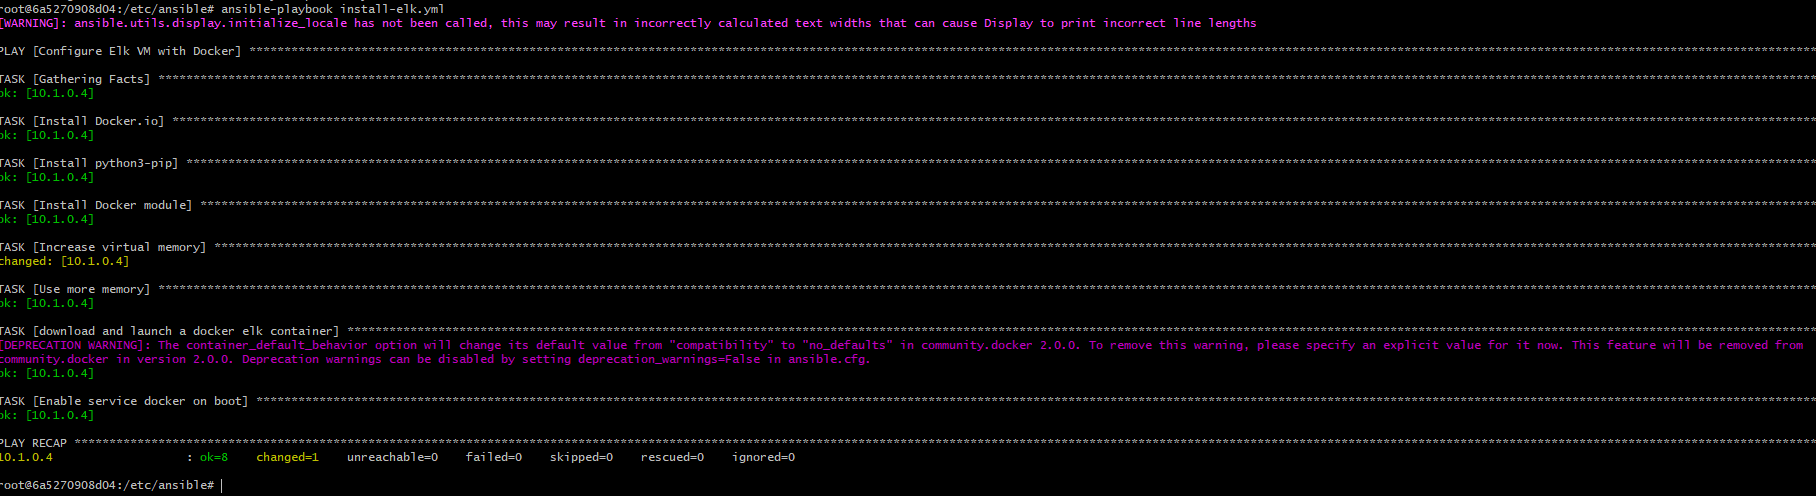 root@6a5270908d04:/etc/ansible# ansible-playbook install-elk.yml
[WARNING]: ansible.utils.display.initialize_locale has not been called, this may result in incorrectly calculated text widths that can cause Display to print incorrect line lengths
PLAY [Configure Elk VM with Docker] ****************************************************************
TASK [Gathering Facts] ****************************************************************
ok: [10.1.0.4]
TASK [Install Docker.io] ****************************************************************
ok: [10.1.0.4]
TASK [Install python3-pip] ****************************************************************
ok: [10.1.0.4]
TASK [Install Docker module] ****************************************************************
ok: [10.1.0.4]
TASK [Increase virtual memory] ****************************************************************
changed: [10.1.0.4]
TASK [Use more memory] ****************************************************************
ok: [10.1.0.4]
TASK [download and launch a docker elk container] ****************************************************************
[DEPRECATION WARNING]: The container_default_behavior option will change its default value from "compatibility" to "no_defaults" in community.docker 2.0.0. To remove this warning, please specify an explicit value for it now. This feature will be removed from
community.docker in version 2.0.0. Deprecation warnings can be disabled by setting deprecation_warnings=False in ansible.cfg.
ok: [10.1.0.4]
TASK [Enable service docker on boot] ****************************************************************
ok: [10.1.0.4]
PLAY RECAP ****************************************************************
10.1.0.4 : ok=8 changed=1 unreachable=0 failed=0 skipped=0 rescued=0 ignored=0
root@6a5270908d04:/etc/ansible#